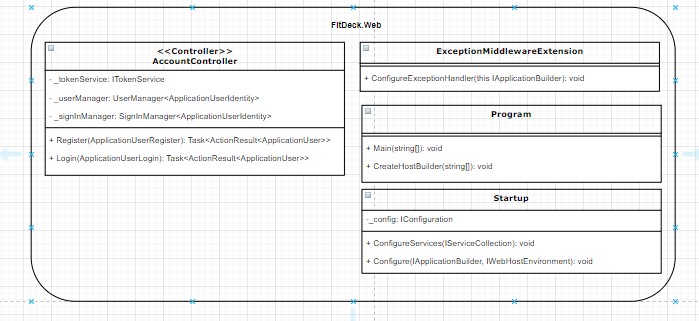 FitDeck.Web
<<Controller>>
AccountController
- _tokenService: ITokenService
- _userManager: UserManager<ApplicationUserIdentity>
- _signInManager: SignInManager<ApplicationUserIdentity>
+ Register(ApplicationUserRegister): Task<ActionResult<ApplicationUser>>
+ Login(ApplicationUserLogin): Task<ActionResult<ApplicationUser>>
ExceptionMiddlewareExtension
+ ConfigureExceptionHandler(this IApplicationBuilder): void
Program
+ Main(string[]): void
+ CreateHostBuilder(string[]): void
Startup
-_config: IConfiguration
+ ConfigureServices(IServiceCollection): void
+ Configure(IApplicationBuilder, IWebHostEnvironment): void